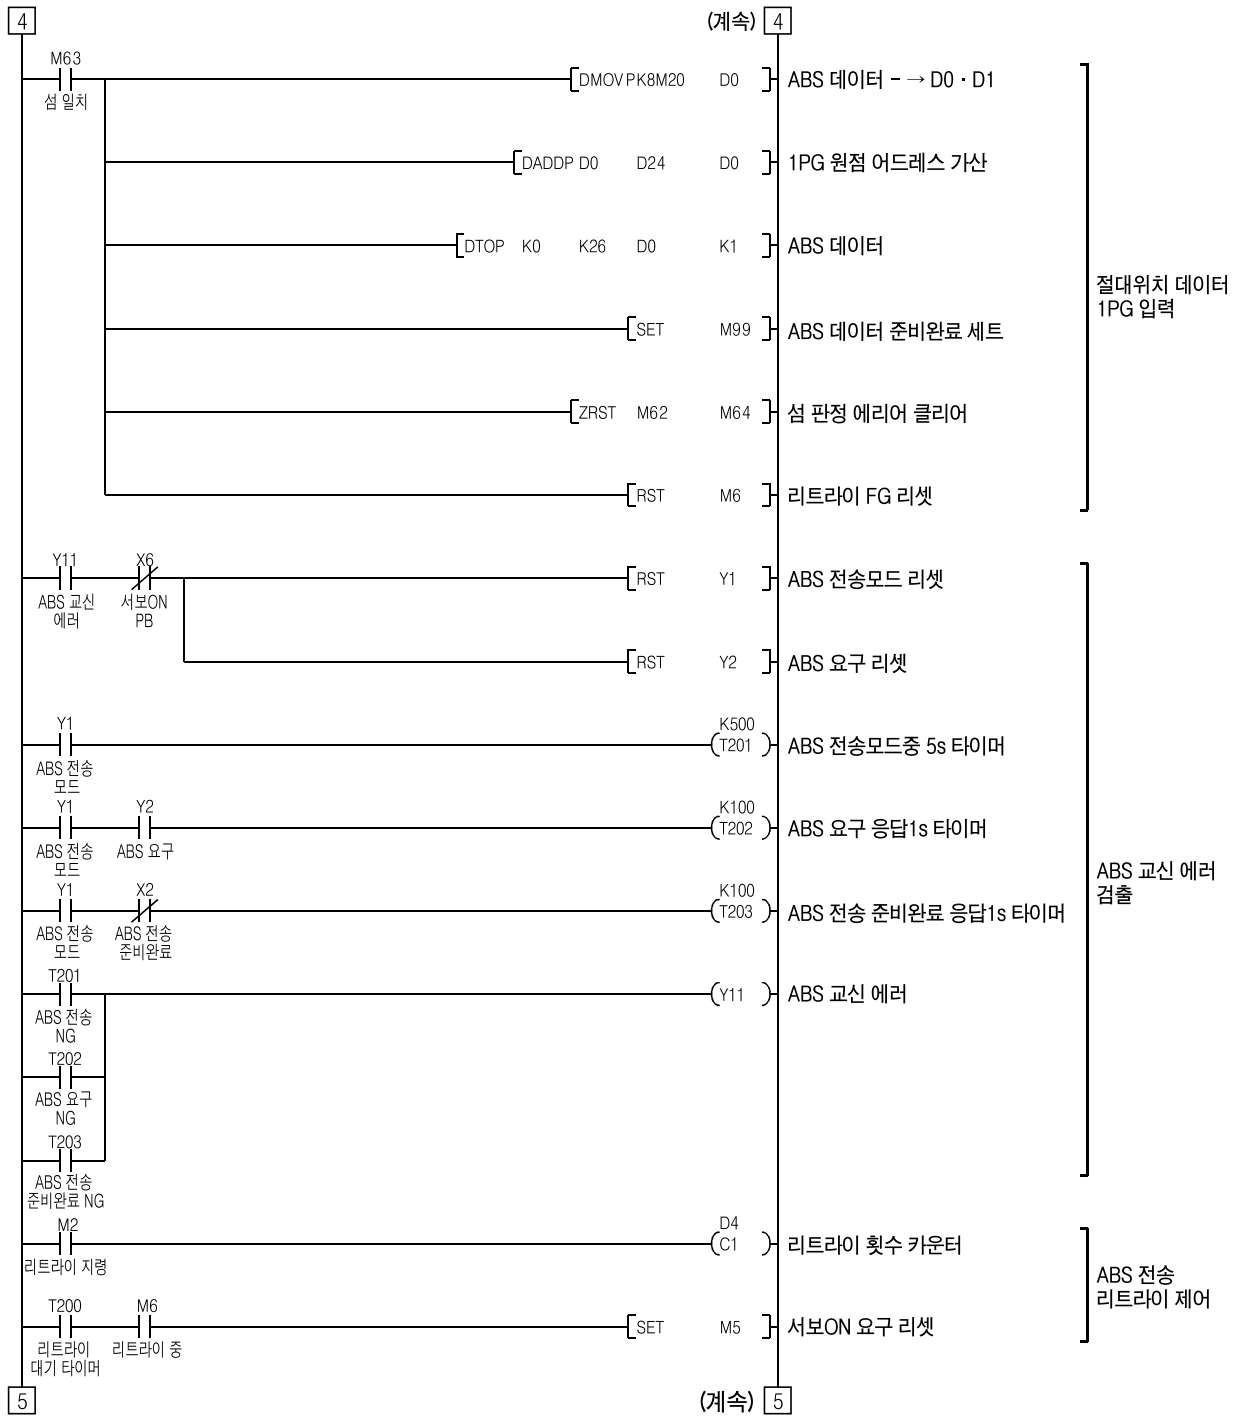 4 (계속) 4
M63
섬 일치
DMOVPK8M20 D0 ABS 데이터 - → D0 · D1
DADDP D0 D24 D0 1PG 원점 어드레스 가산
DTOP K0 K26 D0 K1 ABS 데이터
SET M99 ABS 데이터 준비완료 세트
ZRST M62 M64 섬 판정 에리어 클리어
RST M6 리트라이 FG 리셋
절대위치 데이터
1PG 입력
Y11 X6
ABS 교신
에러
서보ON
PB
RST Y1 ABS 전송모드 리셋
RST Y2 ABS 요구 리셋
Y1
ABS 전송
모드
K500
T201 ABS 전송모드중 5s 타이머
Y1 Y2
ABS 전송
모드
ABS 요구
K100
T202 ABS 요구 응답1s 타이머
Y1 X2
ABS 전송
모드
ABS 전송
준비완료
K100
T203 ABS 전송 준비완료 응답1s 타이머
T201
ABS 전송
NG
Y11 ABS 교신 에러
T202
ABS 요구
NG
T203
ABS 전송
준비완료 NG
ABS 교신 에러
검출
M2
리트라이 지령
D4
C1 리트라이 횟수 카운터
T200 M6
리트라이
대기 타이머
리트라이 중
SET M5 서보ON 요구 리셋
ABS 전송
리트라이 제어
5 (계속) 5